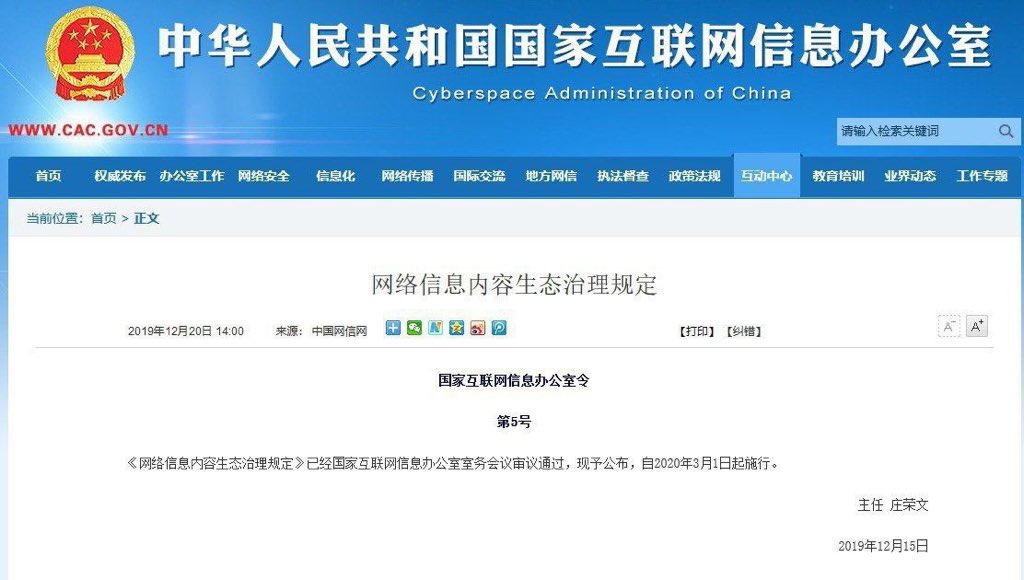 中华人民共和国国家互联网信息办公室
Cyberspace Administration of China
WWW.CAC.GOV.CN
请输入检索关键词
首页 权威发布 办公室工作 网络安全 信息化 网络传播 国际交流 地方网信 执法督查 政策法规 互动中心 教育培训 业界动态 工作专题
当前位置: 首页 > 正文
网络信息内容生态治理规定
2019年12月20日 14:00 来源: 中国网信网 【打印】【纠错】 A- A+
国家互联网信息办公室令
第5号
《网络信息内容生态治理规定》已经国家互联网信息办公室室务会议审议通过，现予公布，自2020年3月1日起施行。
主任 庄荣文
2019年12月15日